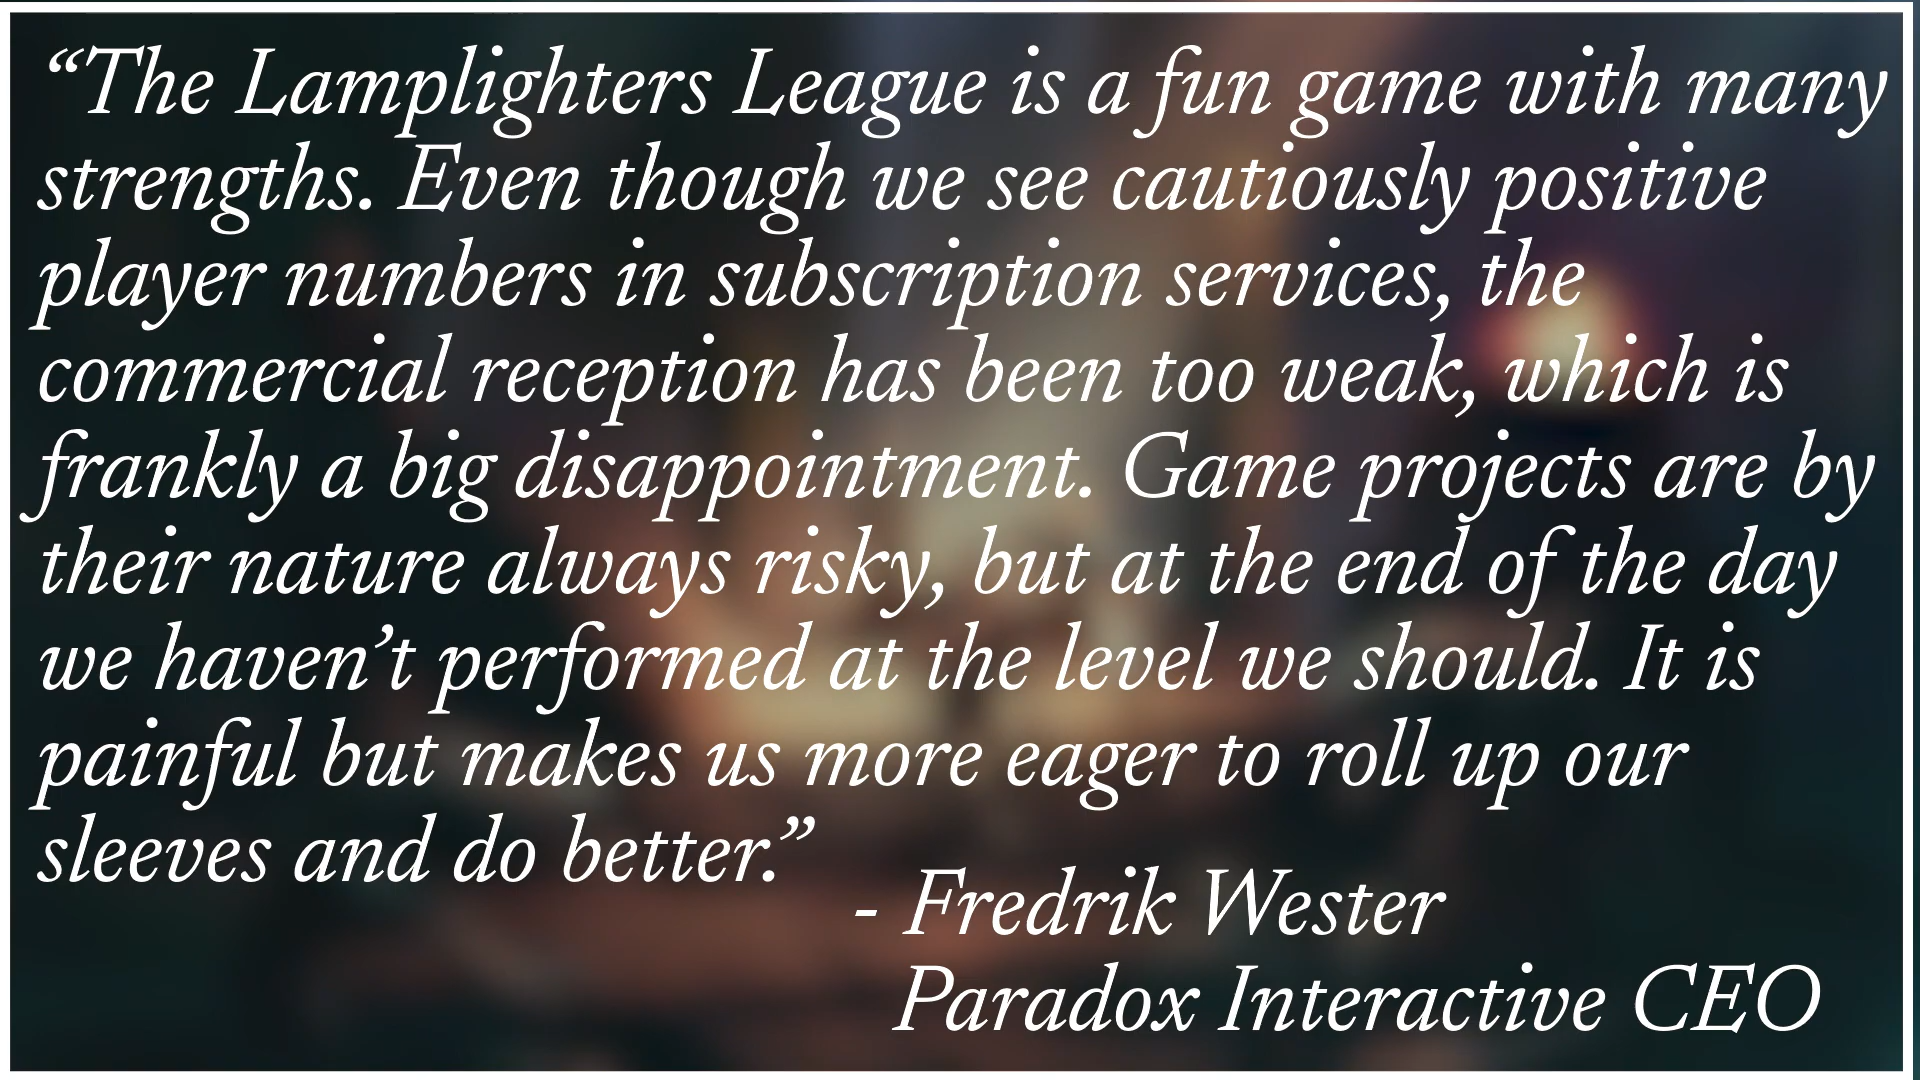 “The Lamplighters League is a fun game with many
strengths. Even though we see cautiously positive
player numbers in subscription services, the
commercial reception has been too weak, which is
frankly a big disappointment. Game projects are by
their nature always risky, but at the end of the day
we haven’t performed at the level we should. It is
painful but makes us more eager to roll up our
sleeves and do better.”
- Fredrik Wester
Paradox Interactive CEO